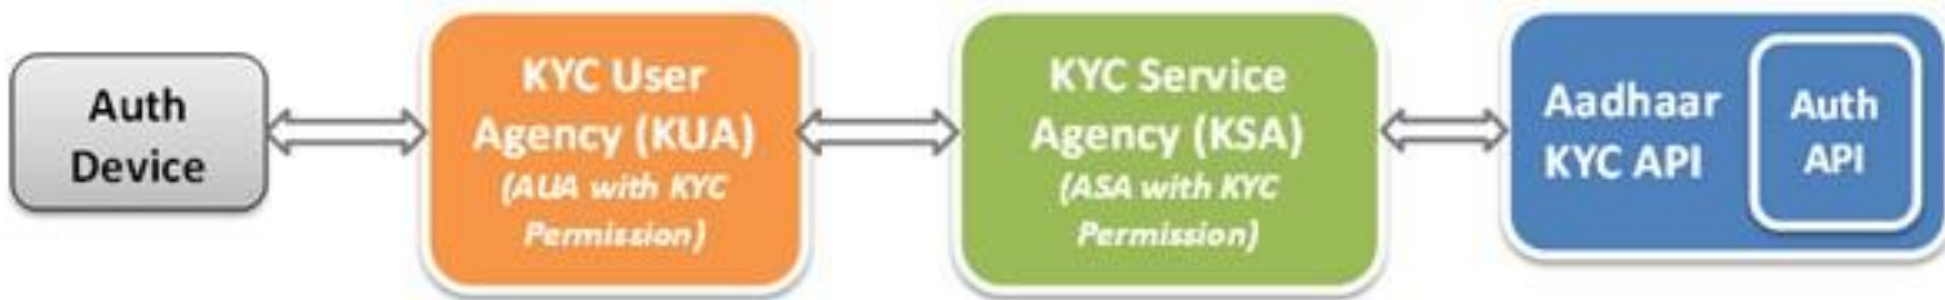 Auth
Device
KYC User
Agency (KUA)
(AUA with KYC
Permission)
KYC Service
Agency (KSA)
(ASA with KYC
Permission)
Aadhaar
KYC API
Auth
API